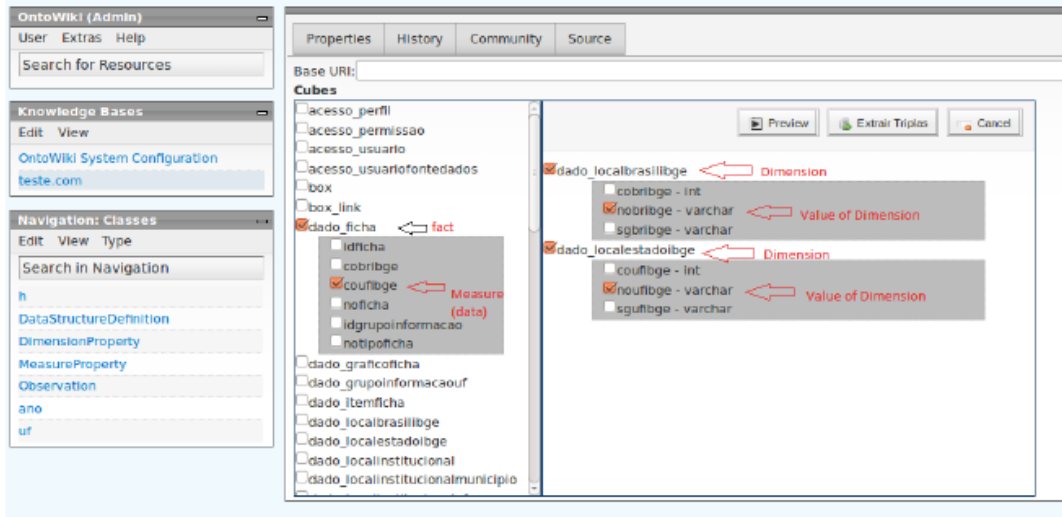 OntoWiki (Admin)
User Extras Help
Search for Resources
Knowledge Bases
Edit View
OntoWiki System Configuration
teste.com
Navigation: Classes
Edit View Type
Search in Navigation
h
DataStructureDefinition
DimensionProperty
MeasureProperty
Observation
ano
uf
Properties History Community Source
Base URI:
Cubes
acesso_perfil
acesso_permissao
acesso_usuario
acesso_usuariofontedados
box
box_link
dado_ficha fact
idficha
cobribge
coufibge
Measure
(data)
noficha
idgrupoinformacao
notipoficha
dado_graficoficha
dado_grupoinformacaouf
dado_itemficha
dado_localbrasilibge
dado_localestadoibge
dado_localinstitucional
dado_localinstitucionalmunicipio
Preview Extrair Triplas Cancel
dado_localbrasilibge Dimension
cobribge - int
nobribge - varchar Value of Dimension
sgbribge - varchar
dado_localestadoibge Dimension
coufibge - int
noufibge - varchar Value of Dimension
sgufibge - varchar